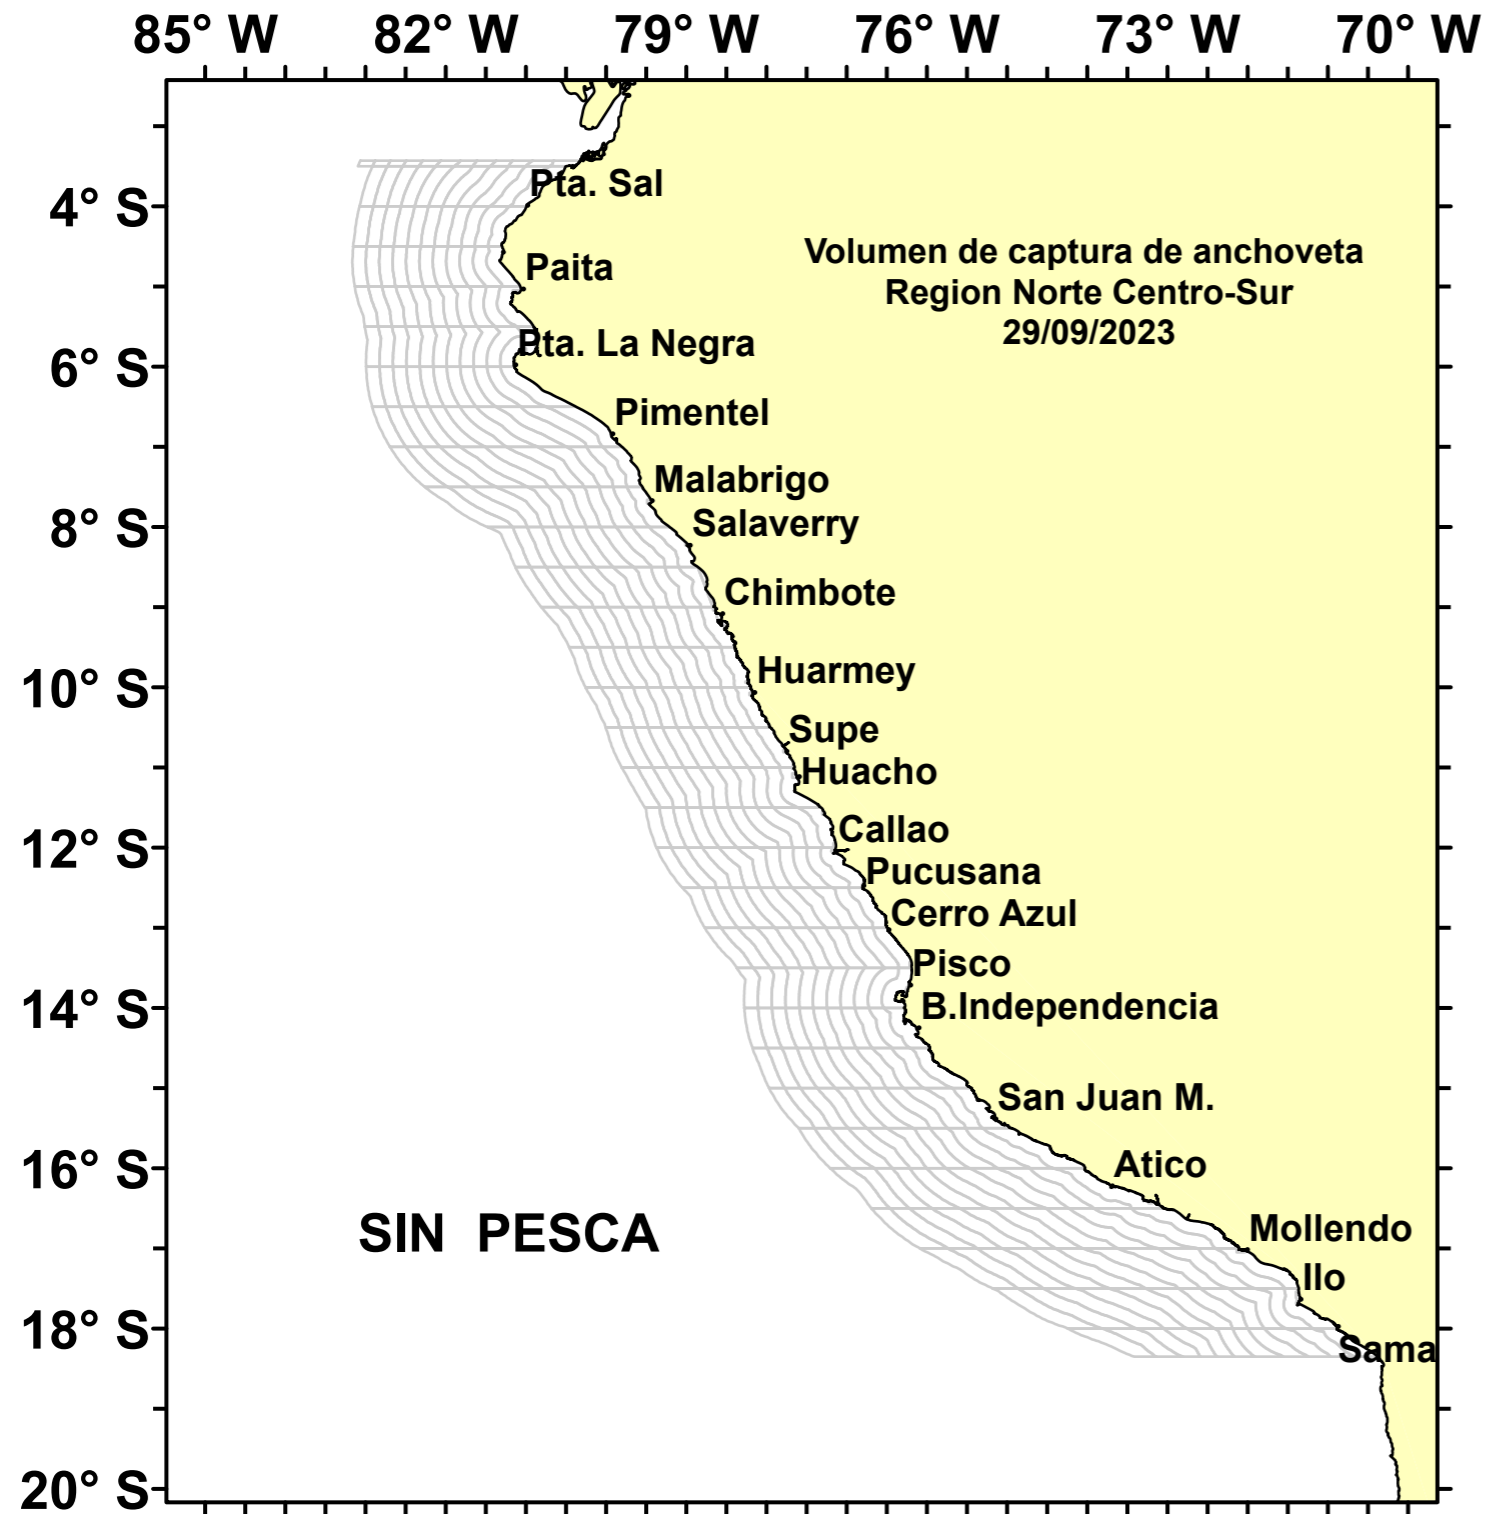 85° W 82° W 79° W 76° W 73° W 70° W
Pta. Sal
4° S
Volumen de captura de anchoveta
Paita
Region Norte Centro-Sur
29/09/2023
Pta. La Negra
6° S
Pimentel
Malabrigo
Salaverry
8° S
Chimbote
Huarmey
10° S
Supe
Huacho
Callao
12° S
Pucusana
Cerro Azul
Pisco
B.Independencia
14° S
San Juan M.
Atico
16° S
Mollendo
SIN PESCA
Ilo
18° S
Sama
20° S